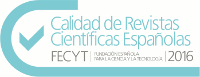 Calidad de Revistas
Científicas Españolas
FECYT
FUNDACIÓN ESPAÑOLA
PARA LA CIENCIA Y LA TECNOLOGÍA
2016